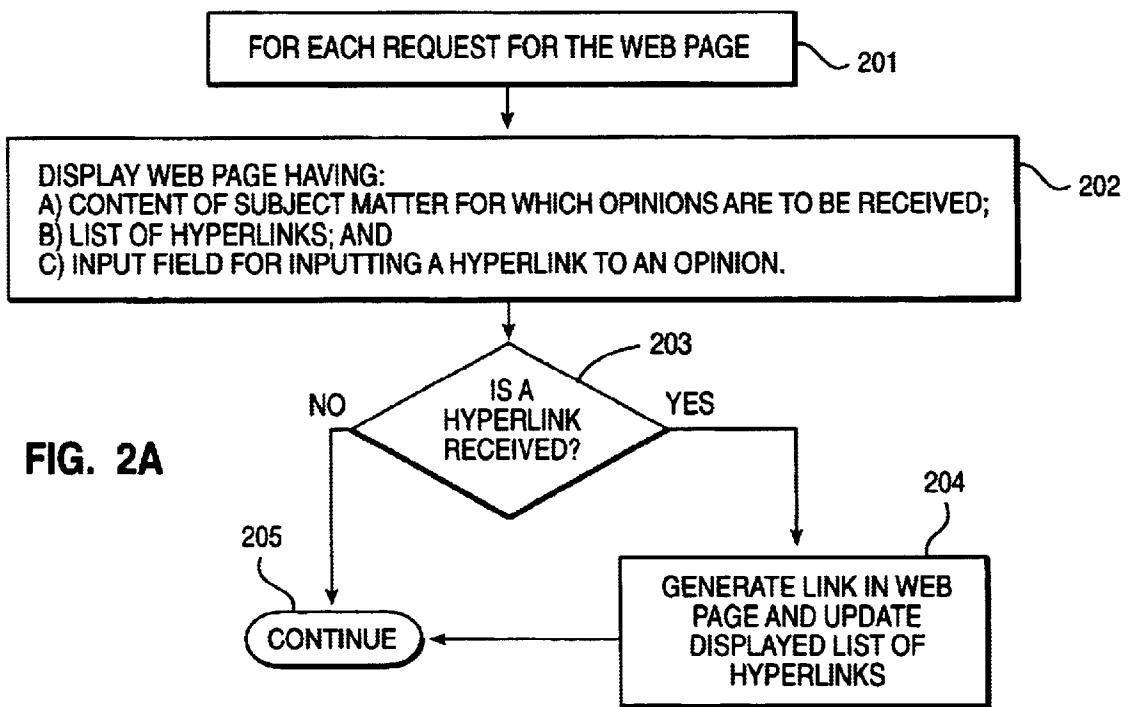 FOR EACH REQUEST FOR THE WEB PAGE
201
DISPLAY WEB PAGE HAVING:
A) CONTENT OF SUBJECT MATTER FOR WHICH OPINIONS ARE TO BE RECEIVED;
B) LIST OF HYPERLINKS; AND
C) INPUT FIELD FOR INPUTTING A HYPERLINK TO AN OPINION.
202
203
IS A
HYPERLINK
RECEIVED?
NO
YES
FIG. 2A
204
205
GENERATE LINK IN WEB
PAGE AND UPDATE
DISPLAYED LIST OF
HYPERLINKS
CONTINUE